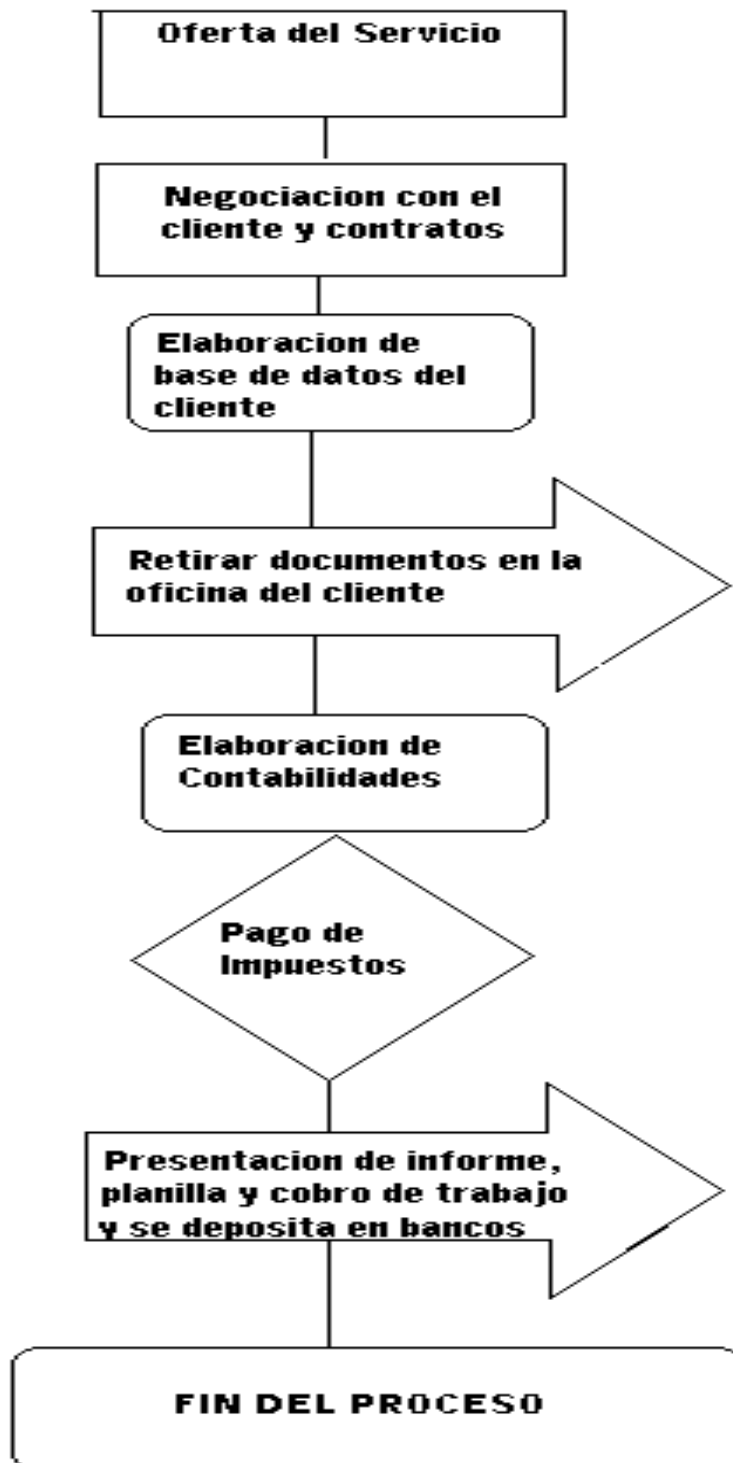 Oferta del Servicio
Negociacion con el
cliente y contratos
Elaboracion de
base de datos del
cliente
Retirar documentos en la
oficina del cliente
Elaboracion de
Contabilidades
Pago de
Impuestos
Presentacion de informe,
planilla y cobro de trabajo
y se deposita en bancos
FIN DEL PROCESO